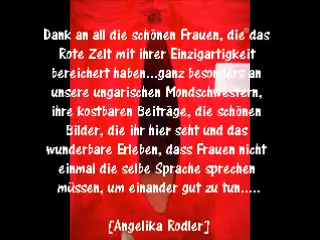 Dank an all die schönen Frauen, die das
Rote Zelt mit ihrer Einzigartigkeit
bereichert haben...ganz besonders an
unsere ungarischen Mondschwestern,
ihre kostbaren Beiträge, die schönen
Bilder, die ihr hier seht und das
wunderbare Erleben, dass Frauen nicht
einmal die selbe Sprache sprechen
müssen, um einander gut zu tun.....
[Angelika Rodler]